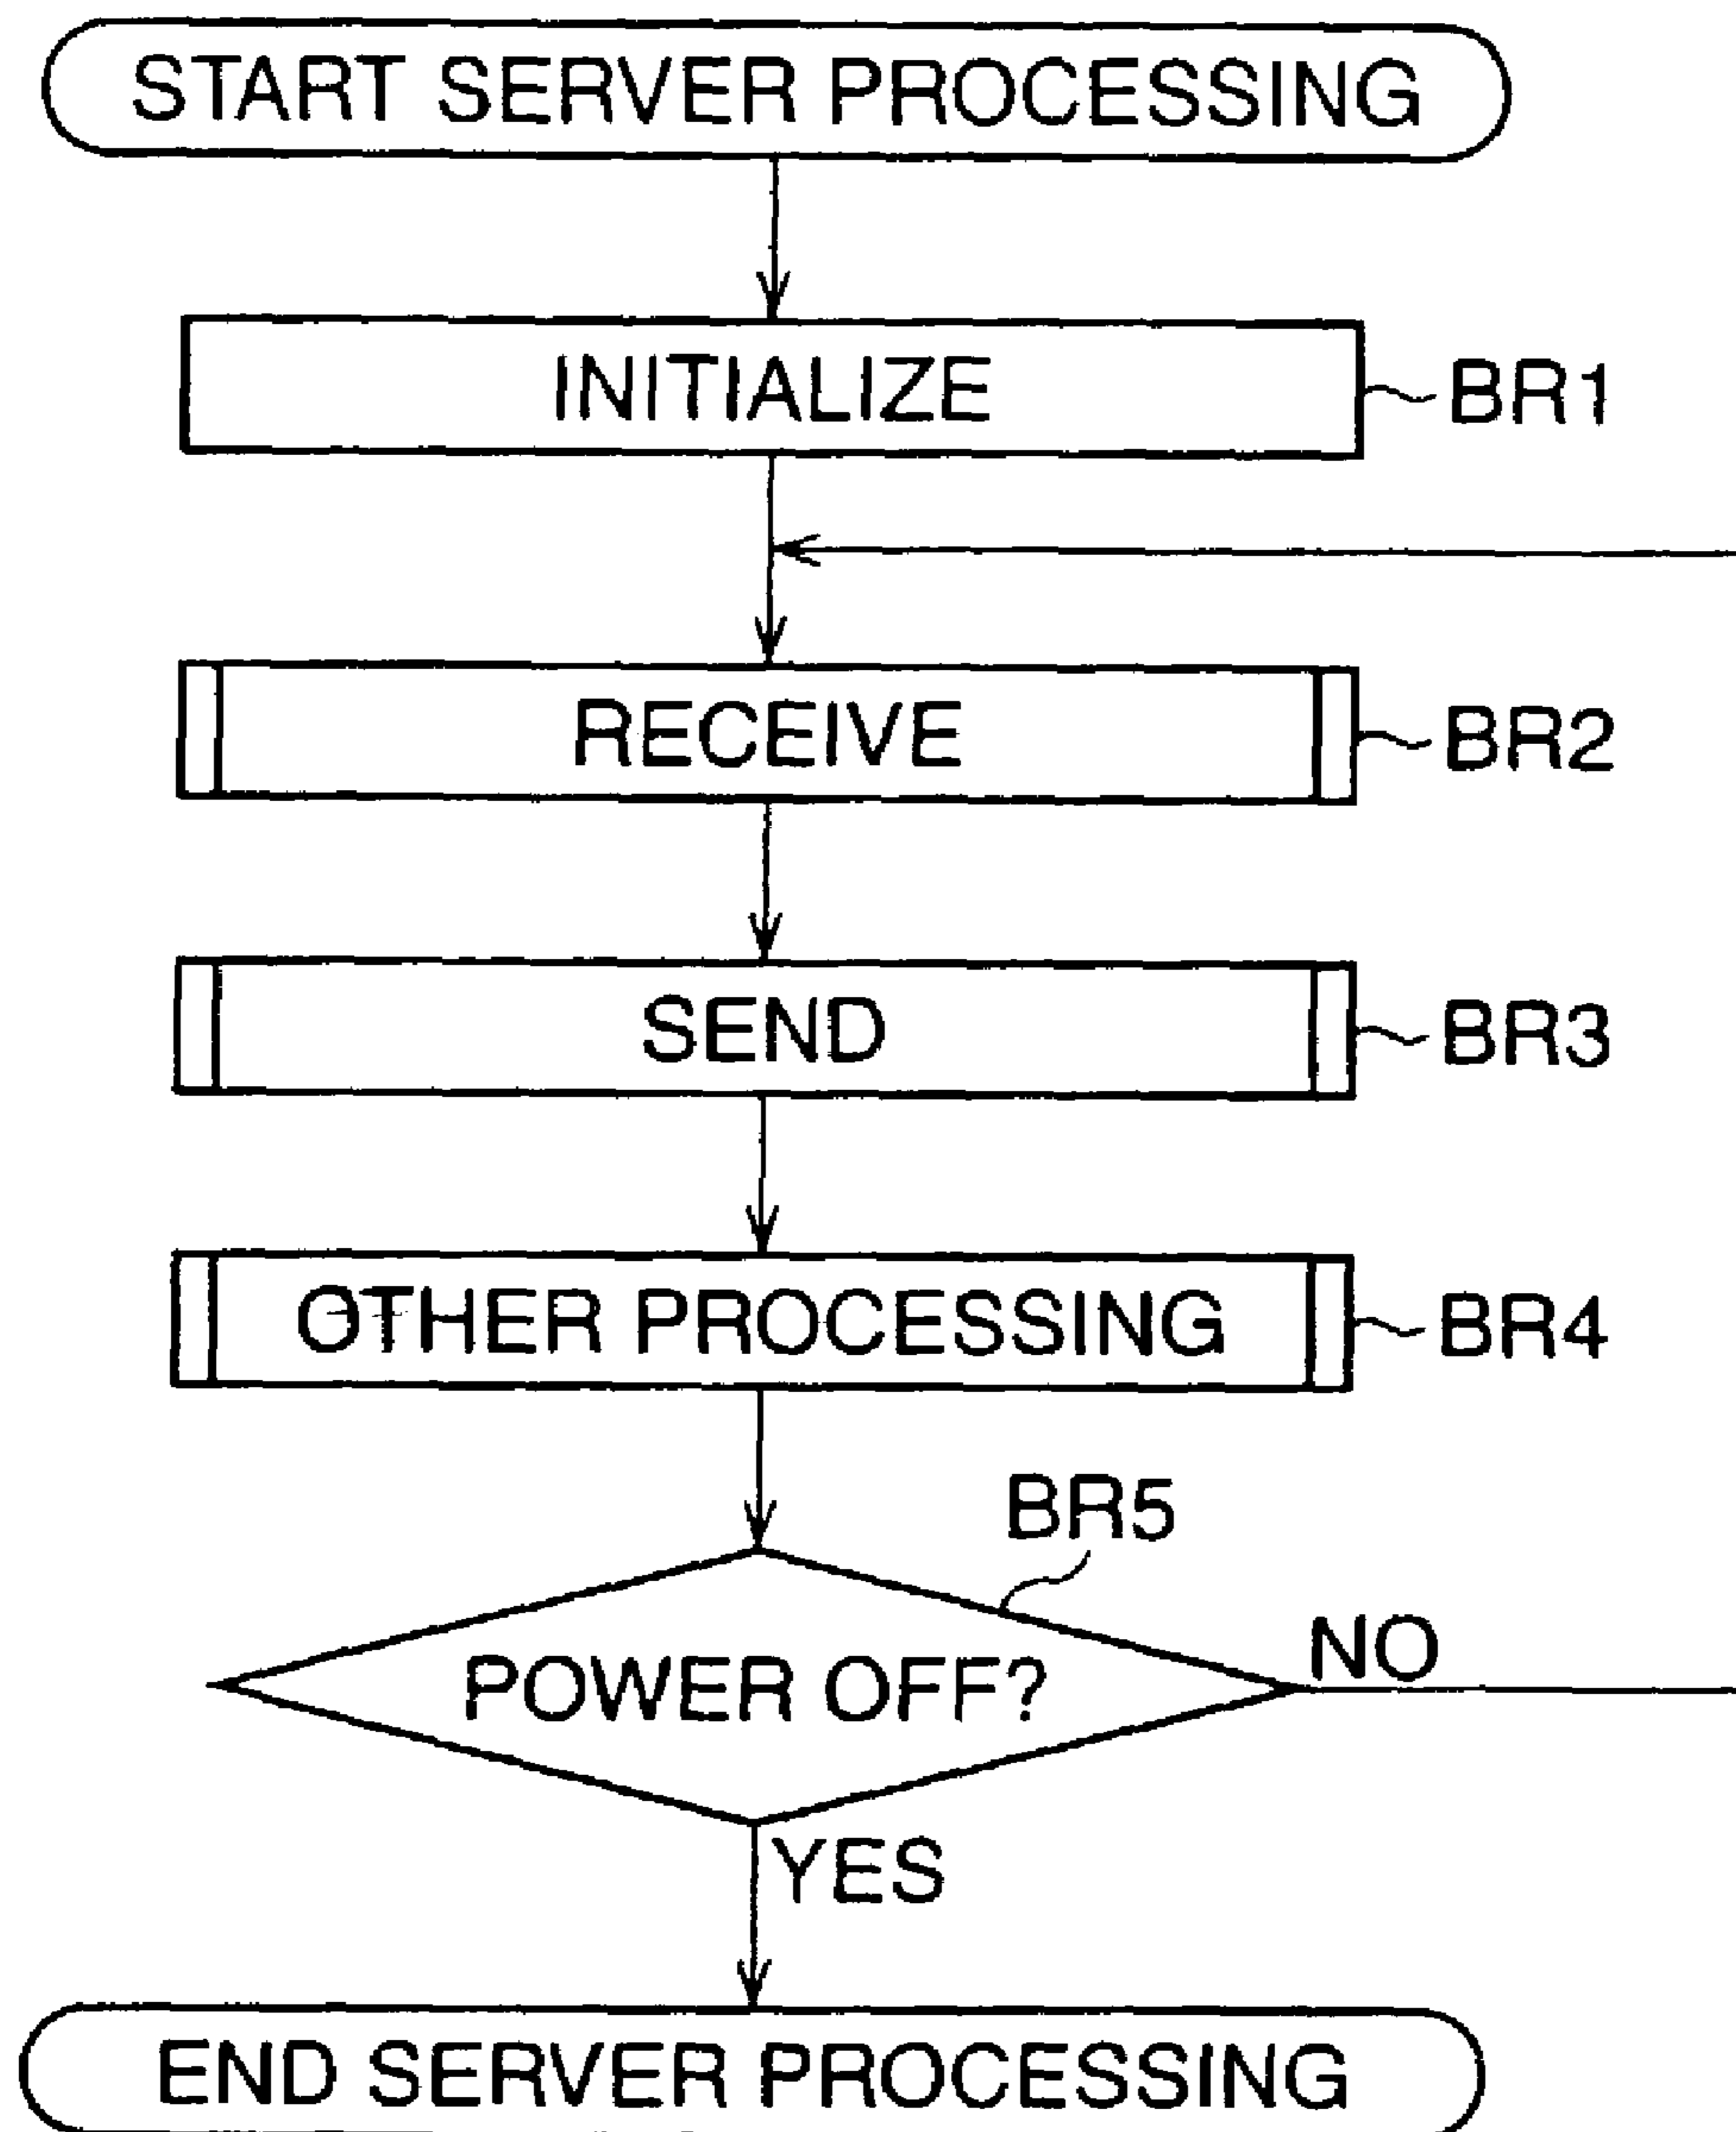 START SERVER PROCESSING
INITIALIZE
BR1
RECEIVE
BR2
SEND
BR3
OTHER PROCESSING
BR4
BR5
POWER OFF?
NO
YES
END SERVER PROCESSING